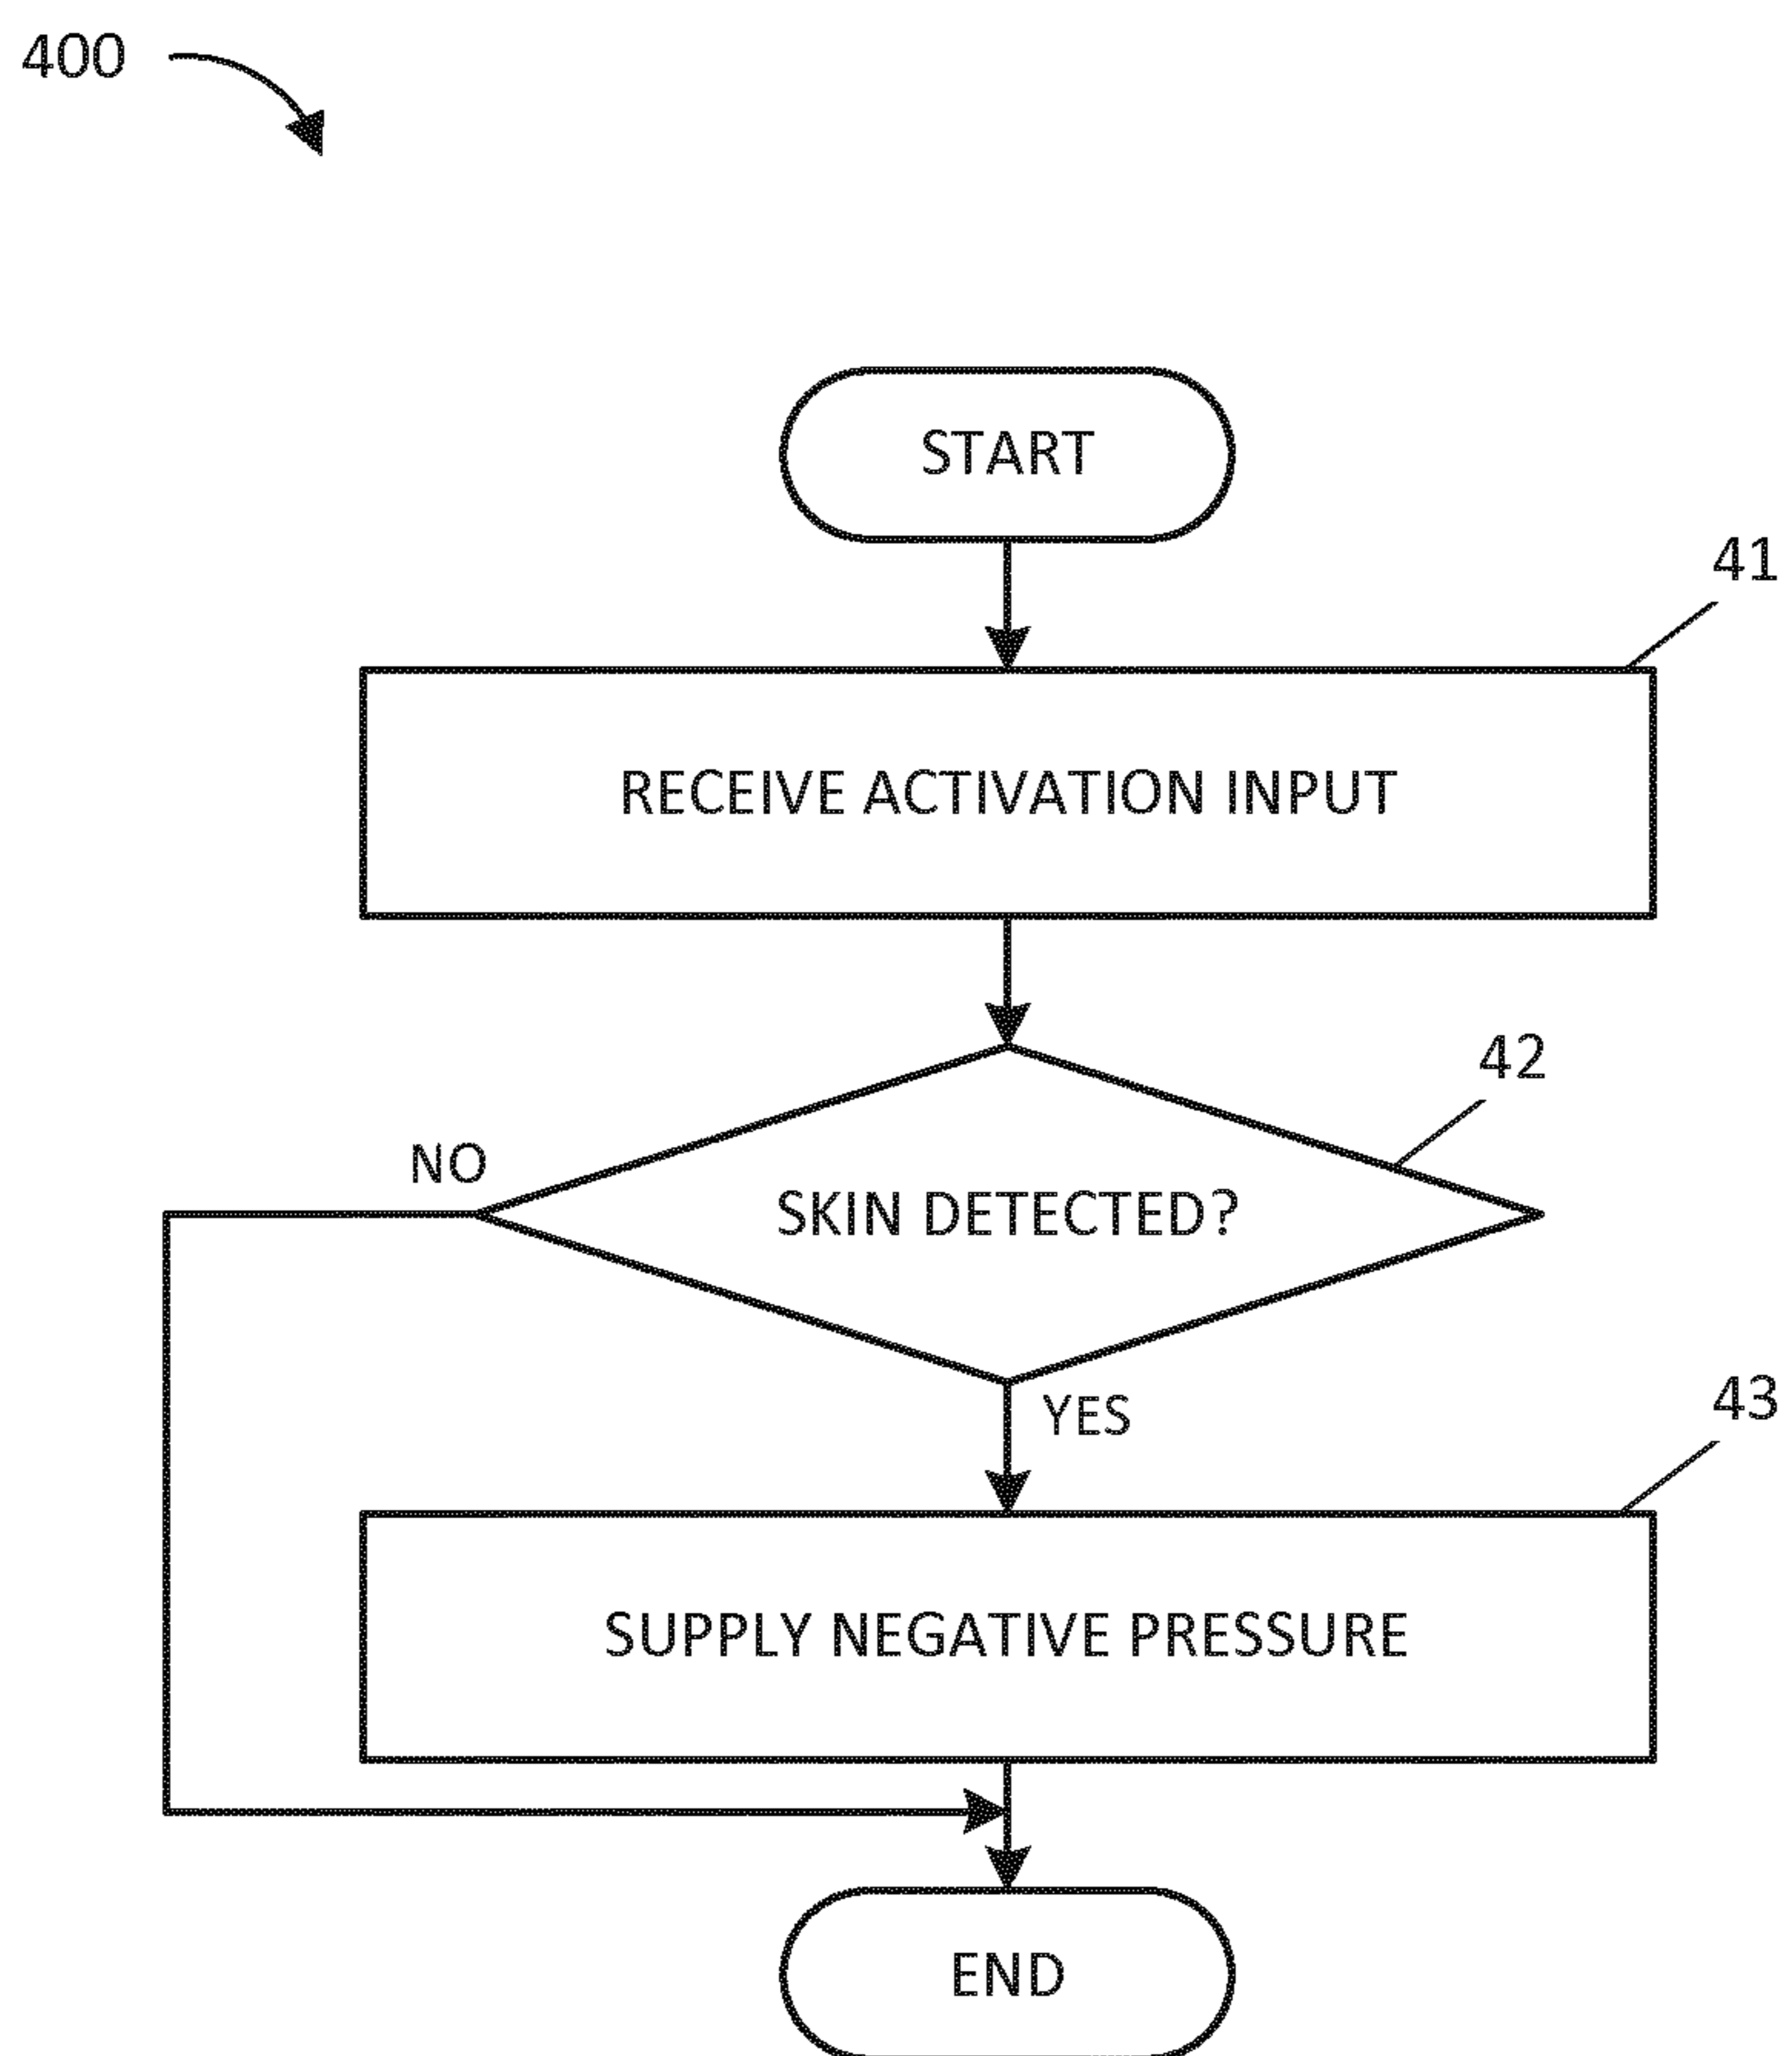 400
START
41
RECEIVE ACTIVATION INPUT
42
NO
SKIN DETECTED?
YES
43
SUPPLY NEGATIVE PRESSURE
END